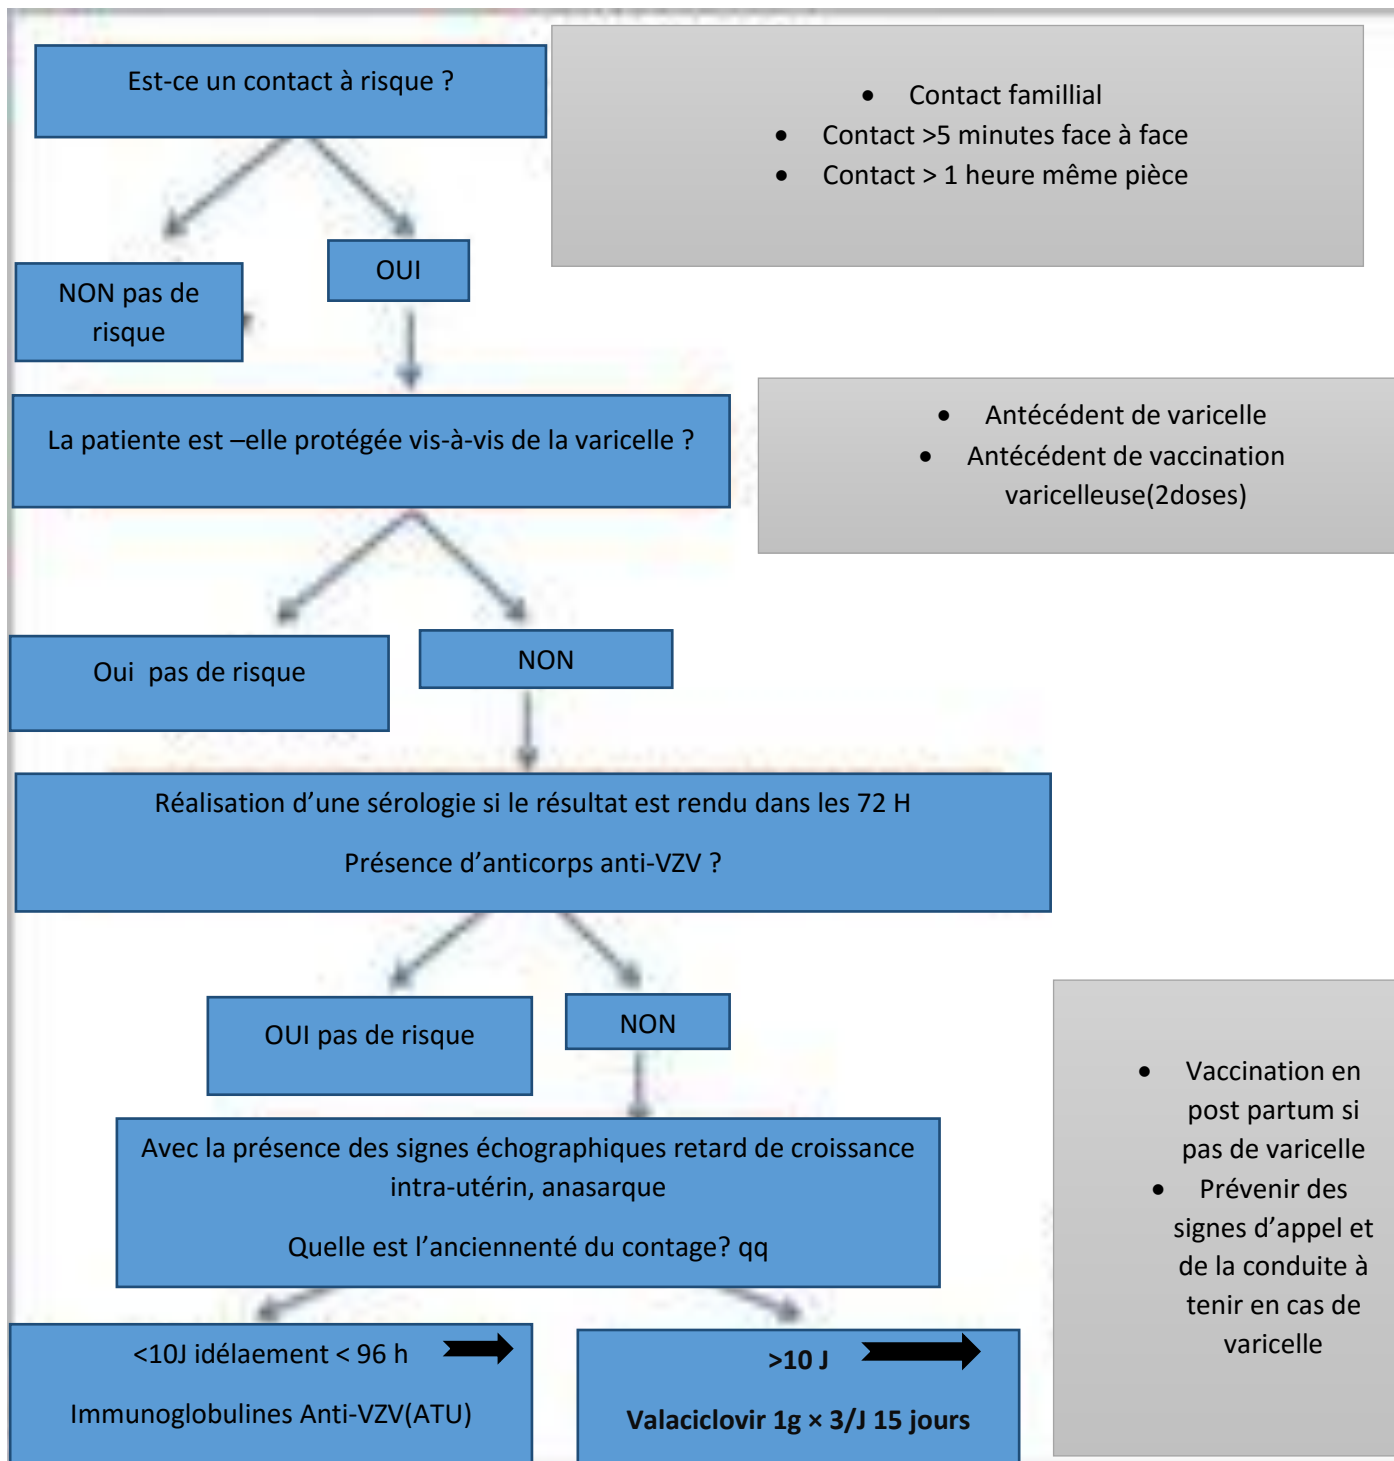 Est-ce un contact à risque ?
• Contact famillial
• Contact >5 minutes face à face
• Contact > 1 heure même pièce
NON pas de
risque
OUI
La patiente est –elle protégée vis-à-vis de la varicelle ?
• Antécédent de varicelle
• Antécédent de vaccination
varicelleuse(2doses)
Oui pas de risque
NON
Réalisation d’une sérologie si le résultat est rendu dans les 72 H
Présence d’anticorps anti-VZV ?
OUI pas de risque
NON
Avec la présence des signes échographiques retard de croissance
intra-utérin, anasarque
Quelle est l’anciennenté du contage? qq
• Vaccination en
post partum si
pas de varicelle
• Prévenir des
signes d’appel et
de la conduite à
tenir en cas de
varicelle
<10J idélaement < 96 h
Immunoglobulines Anti-VZV(ATU)
>10 J
Valaciclovir 1g × 3/J 15 jours